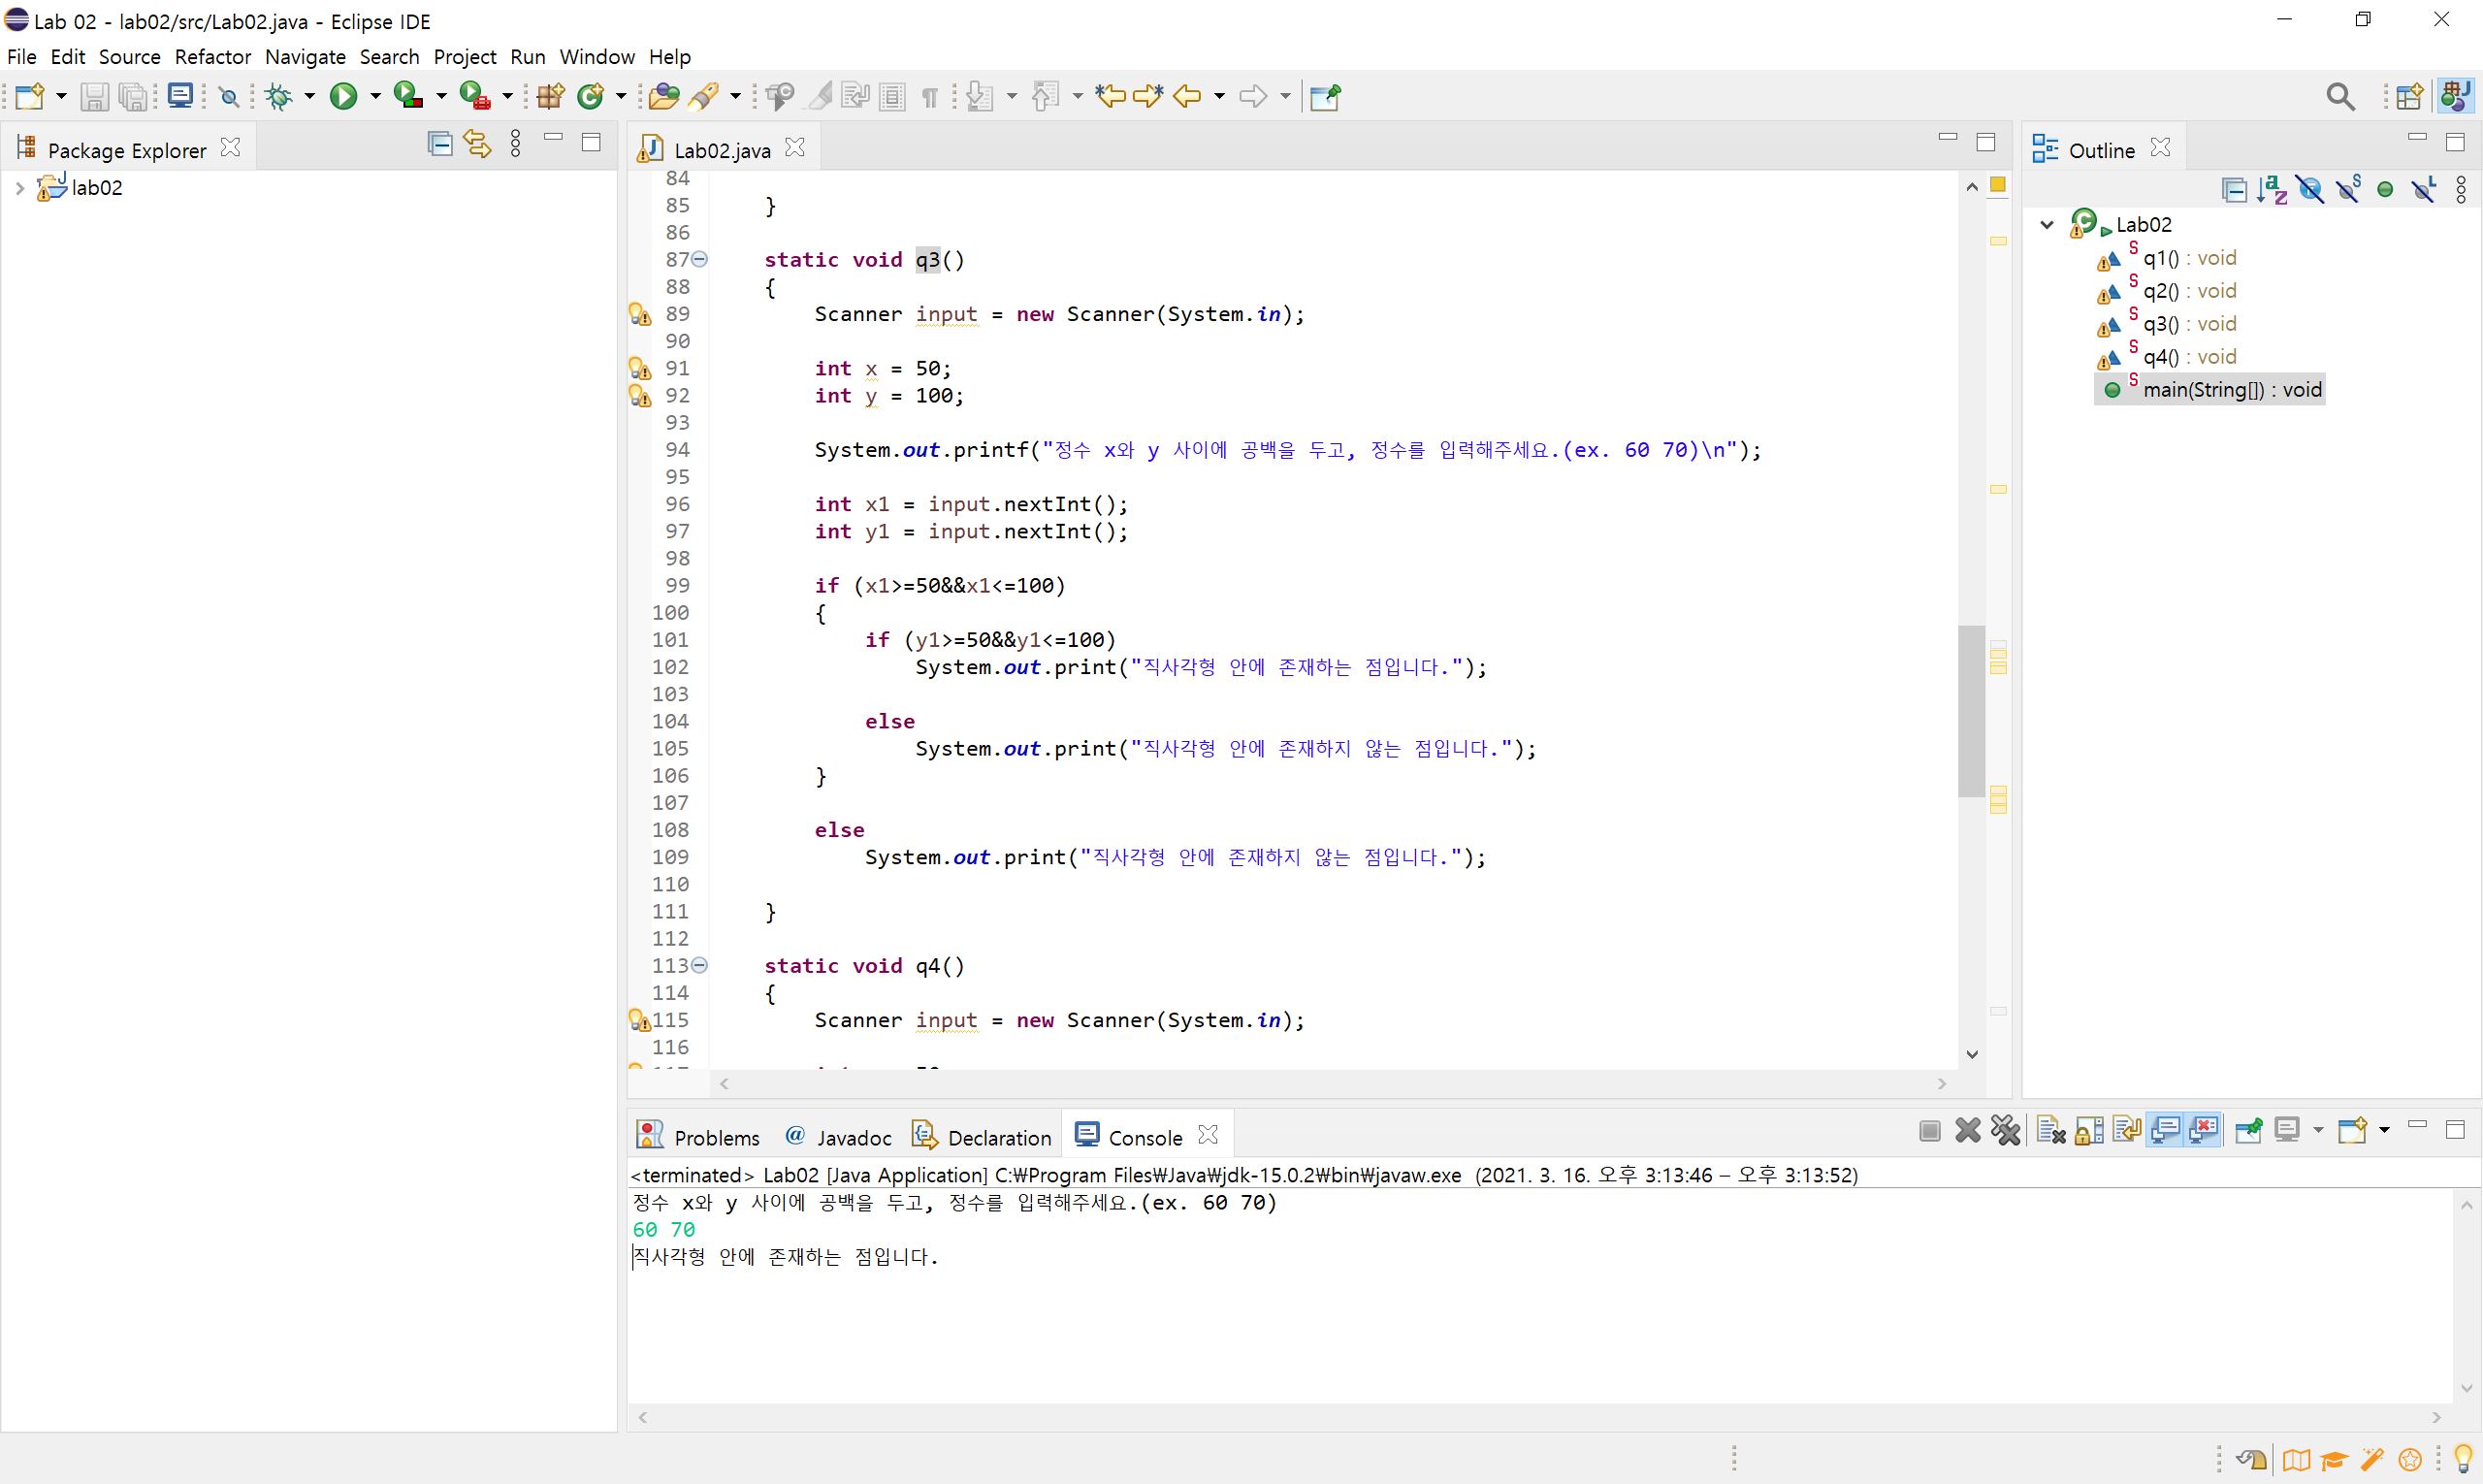 Lab 02 - lab02/src/Lab02.java - Eclipse IDE
File Edit Source Refactor Navigate Search Project Run Window Help
Package Explorer
lab02
Lab02.java
84
85 }
86
87 static void q3()
88 {
89 Scanner input = new Scanner(System.in);
90
91 int x = 50;
92 int y = 100;
93
94 System.out.printf("정수 x와 y 사이에 공백을 두고, 정수를 입력해주세요.(ex. 60 70)\n");
95
96 int x1 = input.nextInt();
97 int y1 = input.nextInt();
98
99 if (x1>=50&&x1<=100)
100 {
101 if (y1>=50&&y1<=100)
102 System.out.print("직사각형 안에 존재하는 점입니다.");
103
104 else
105 System.out.print("직사각형 안에 존재하지 않는 점입니다.");
106 }
107
108 else
109 System.out.print("직사각형 안에 존재하지 않는 점입니다.");
110
111 }
112
113 static void q4()
114 {
115 Scanner input = new Scanner(System.in);
116
Outline
Lab02
q1() : void
q2() : void
q3() : void
q4() : void
main(String[]) : void
Problems Javadoc Declaration Console
<terminated> Lab02 [Java Application] C:₩Program Files₩Java₩jdk-15.0.2₩bin₩javaw.exe (2021. 3. 16. 오후 3:13:46 – 오후 3:13:52)
정수 x와 y 사이에 공백을 두고, 정수를 입력해주세요.(ex. 60 70)
60 70
직사각형 안에 존재하는 점입니다.